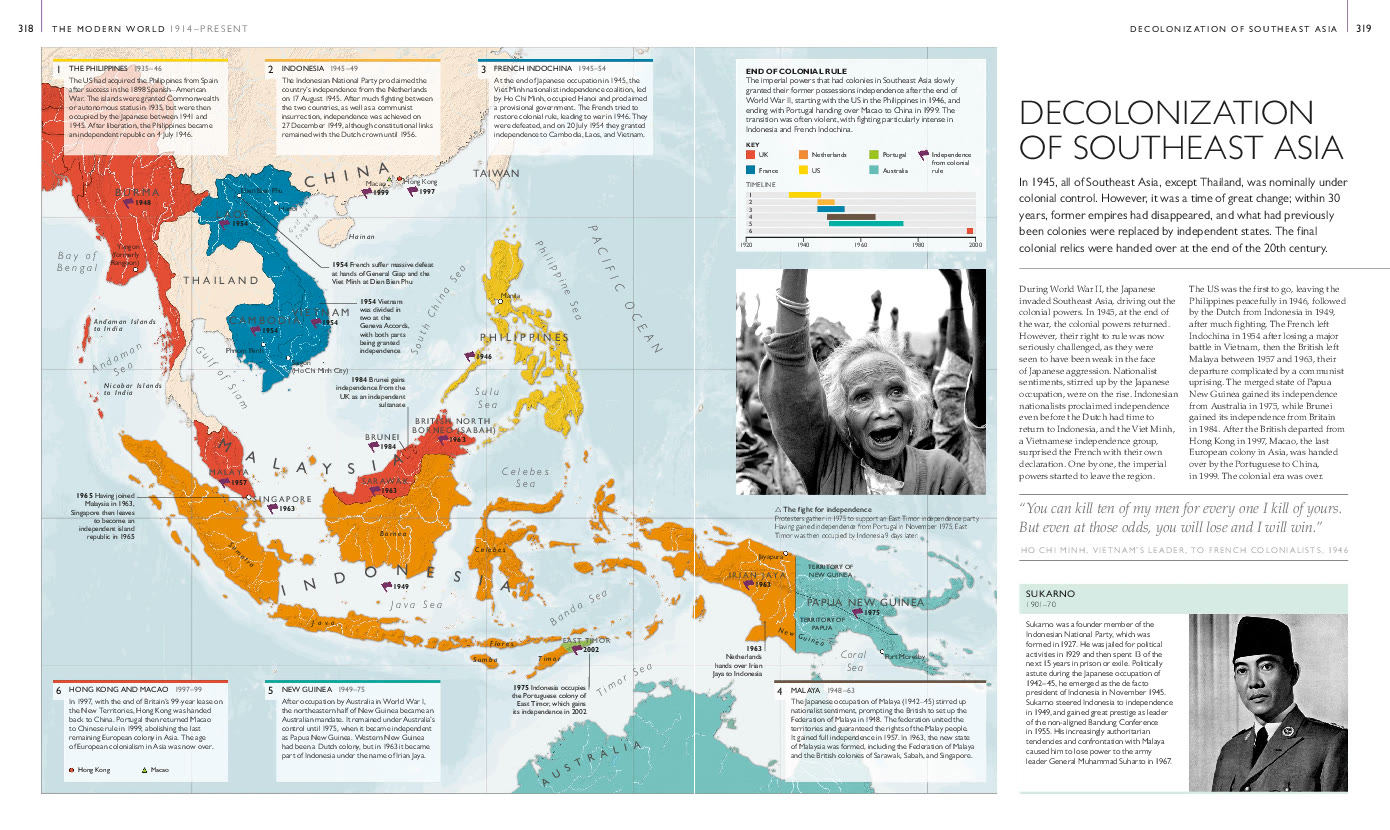 318 THE MODERN WORLD 1914–PRESENT
DECOLONIZATION OF SOUTHEAST ASIA 319
1 THE PHILIPPINES 1935–46
The US had acquired the Philippines from Spain
after success in the 1898 Spanish–American
War. The islands were granted Commonwealth
or autonomous status in 1935, but were then
occupied by the Japanese between 1941 and
1945. After liberation, the Philippines became
an independent republic on 4 July 1946.
2 INDONESIA 1945–49
The Indonesian National Party proclaimed the
country's independence from the Netherlands
on 17 August 1945. After much fighting between
the two countries, as well as a communist
insurrection, independence was achieved on
27 December 1949, although constitutional links
remained with the Dutch crown until 1956.
3 FRENCH INDOCHINA 1945–54
At the end of Japanese occupation in 1945, the
Viet Minh nationalist independence coalition, led
by Ho Chi Minh, occupied Hanoi and proclaimed
a provisional government. The French tried to
restore colonial rule, leading to war in 1946. They
were defeated, and on 20 July 1954 they granted
independence to Cambodia, Laos, and Vietnam.
END OF COLONIAL RULE
The imperial powers that had colonies in Southeast Asia slowly
granted their former possessions independence after the end of
World War II, starting with the US in the Philippines in 1946, and
ending with Portugal handing over Macao to China in 1999. The
transition was often violent, with fighting particularly intense in
Indonesia and French Indochina.
KEY
UK
Netherlands
Portugal
Independence
from colonial
rule
France
US
Australia
TIMELINE
1
2
3
4
5
6
1920 1940 1960 1980 2000
CHINA
TAIWAN
Macao
1999
Hong Kong
1997
Hainan
BURMA
1948
Yangon
(formerly
Rangoon)
Bay of
Bengal
Dien Bien Phu
1954
THAILAND
1954 French suffer massive defeat
at hands of General Giap and the
Viet Minh at Dien Bien Phu
1954 Vietnam
was divided in
two at the
Geneva Accords,
with both parts
being granted
independence
VIETNAM
1954
CAMBODIA
1954
Phnom Penh
Saigon
(Ho Chi Minh City)
Andaman Islands
to India
Andaman
Sea
Nicobar Islands
to India
Gulf of Siam
South China Sea
Philippine Sea
PACIFIC OCEAN
Manila
PHILIPPINES
1946
Sulu
Sea
1984 Brunei gains
independence from the
UK as an independent
sultanate
BRITISH NORTH
BORNEO (SABAH)
1963
BRUNEI
1984
MALAYSIA
MALAYA
1957
SARAWAK
1963
SINGAPORE
1963
1965 Having joined
Malaysia in 1963,
Singapore then leaves
to become an
independent island
republic in 1965
Celebes
Sea
Sumatra
Borneo
Celebes
INDONESIA
1949
Java Sea
Java
Banda Sea
Flores
Sumba
Timor
EAST TIMOR
2002
Timor Sea
1975 Indonesia occupies
the Portuguese colony of
East Timor, which gains
its independence in 2002
Jayapura
IRIAN JAYA
1963
TERRITORY OF
NEW GUINEA
PAPUA NEW GUINEA
1975
TERRITORY OF
PAPUA
New Guinea
1963
Netherlands
hands over Irian
Jaya to Indonesia
Coral
Sea
Port Moresby
AUSTRALIA
△ The fight for independence
Protesters gather in 1975 to support an East Timor independence party.
Having gained independence from Portugal in November 1975, East
Timor was then occupied by Indonesia 9 days later.
6 HONG KONG AND MACAO 1997–99
In 1997, with the end of Britain's 99-year lease on
the New Territories, Hong Kong was handed
back to China. Portugal then returned Macao
to Chinese rule in 1999, abolishing the last
remaining European colony in Asia. The age
of European colonialism in Asia was now over.
Hong Kong
Macao
5 NEW GUINEA 1949–75
After occupation by Australia in World War I,
the northeastern half of New Guinea became an
Australian mandate. It remained under Australia's
control until 1975, when it became independent
as Papua New Guinea. Western New Guinea
had been a Dutch colony, but in 1963 it became
part of Indonesia under the name of Irian Jaya.
4 MALAYA 1948–63
The Japanese occupation of Malaya (1942–45) stirred up
nationalist sentiment, prompting the British to set up the
Federation of Malaya in 1948. The federation united the
territories and guaranteed the rights of the Malay people.
It gained full independence in 1957. In 1963, the new state
of Malaysia was formed, including the Federation of Malaya
and the British colonies of Sarawak, Sabah, and Singapore.
DECOLONIZATION
OF SOUTHEAST ASIA
In 1945, all of Southeast Asia, except Thailand, was nominally under
colonial control. However, it was a time of great change; within 30
years, former empires had disappeared, and what had previously
been colonies were replaced by independent states. The final
colonial relics were handed over at the end of the 20th century.
During World War II, the Japanese
invaded Southeast Asia, driving out the
colonial powers. In 1945, at the end of
the war, the colonial powers returned.
However, their right to rule was now
seriously challenged, as they were
seen to have been weak in the face
of Japanese aggression. Nationalist
sentiments, stirred up by the Japanese
occupation, were on the rise. Indonesian
nationalists proclaimed independence
even before the Dutch had time to
return to Indonesia, and the Viet Minh,
a Vietnamese independence group,
surprised the French with their own
declaration. One by one, the imperial
powers started to leave the region.
The US was the first to go, leaving the
Philippines peacefully in 1946, followed
by the Dutch from Indonesia in 1949,
after much fighting. The French left
Indochina in 1954 after losing a major
battle in Vietnam, then the British left
Malaya between 1957 and 1963, their
departure complicated by a communist
uprising. The merged state of Papua
New Guinea gained its independence
from Australia in 1975, while Brunei
gained its independence from Britain
in 1984. After the British departed from
Hong Kong in 1997, Macao, the last
European colony in Asia, was handed
over by the Portuguese to China,
in 1999. The colonial era was over.
“You can kill ten of my men for every one I kill of yours.
But even at those odds, you will lose and I will win.”
HO CHI MINH, VIETNAM'S LEADER, TO FRENCH COLONIALISTS, 1946
SUKARNO
1901–70
Sukarno was a founder member of the
Indonesian National Party, which was
formed in 1927. He was jailed for political
activities in 1929 and then spent 13 of the
next 15 years in prison or exile. Politically
astute during the Japanese occupation of
1942–45, he emerged as the de facto
president of Indonesia in November 1945.
Sukarno steered Indonesia to independence
in 1949, and gained great prestige as leader
of the non-aligned Bandung Conference
in 1955. His increasingly authoritarian
tendencies and confrontation with Malaya
caused him to lose power to the army
leader General Muhammad Suharto in 1967.